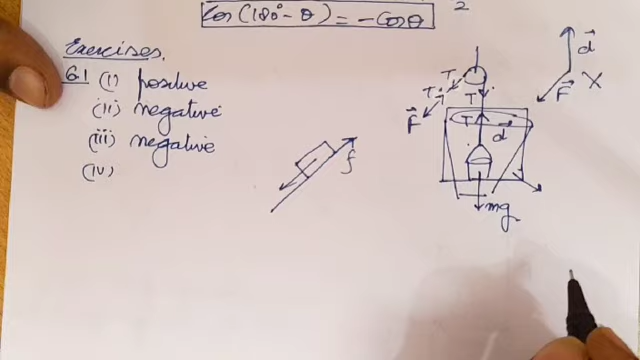 Cos(180° - θ) = - Cosθ
2
Exercises.
6.1 (i) positive
(ii) negative
(iii) negative
(iv)
f
T
T
T
T
F⃗
d⃗
mg
d⃗
F⃗ X